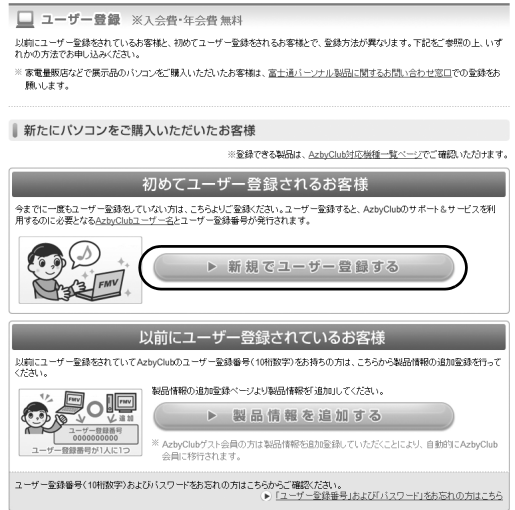 ユーザー登録 ※入会費・年会費 無料
以前にユーザー登録をされているお客様と、初めてユーザー登録をされるお客様とで、登録方法が異なります。下記をご参照の上、いず
れかの方法でお申し込みください。
※ 家電量販店などで展示品のパソコンをご購入いただいたお客様は、富士通パーソナル製品に関するお問い合わせ窓口での登録をお
願いします。
新たにパソコンをご購入いただいたお客様
※登録できる製品は、AzbyClub対応機種一覧ページでご確認いただけます。
初めてユーザー登録されるお客様
今までに一度もユーザー登録をしていない方は、こちらよりご登録ください。ユーザー登録すると、AzbyClubのサポート&サービスを利
用するのに必要となるAzbyClubユーザー名とユーザー登録番号が発行されます。
FMV
新規でユーザー登録する
以前にユーザー登録されているお客様
以前にユーザー登録をされていてAzbyClubのユーザー登録番号(10桁数字)をお持ちの方は、こちらから製品情報の追加登録を行って
ください。
製品情報の追加登録ページより製品情報を「追加」してください。
FMV
FMV
追加
ユーザー登録番号
0000000000
ユーザー登録番号が1人に1つ
製品情報を追加する
※ AzbyClubゲスト会員の方は製品情報を追加登録していただくことにより、自動的にAzbyClub
会員に移行されます。
ユーザー登録番号(10桁数字)およびパスワードをお忘れの方はこちらからご確認ください。
「ユーザー登録番号」および「パスワード」をお忘れの方はこちら